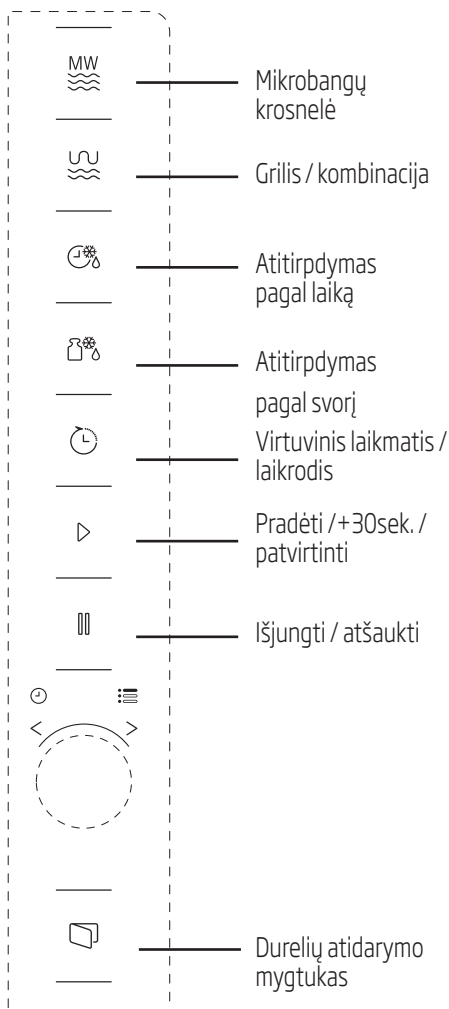 MW
Mikrobangų
krosnelė
Grilis / kombinacija
Atitirpdymas
pagal laiką
Atitirpdymas
pagal svorį
Virtuvinis laikmatis /
laikrodis
Pradėti /+30sek. /
patvirtinti
Išjungti / atšaukti
Durelių atidarymo
mygtukas